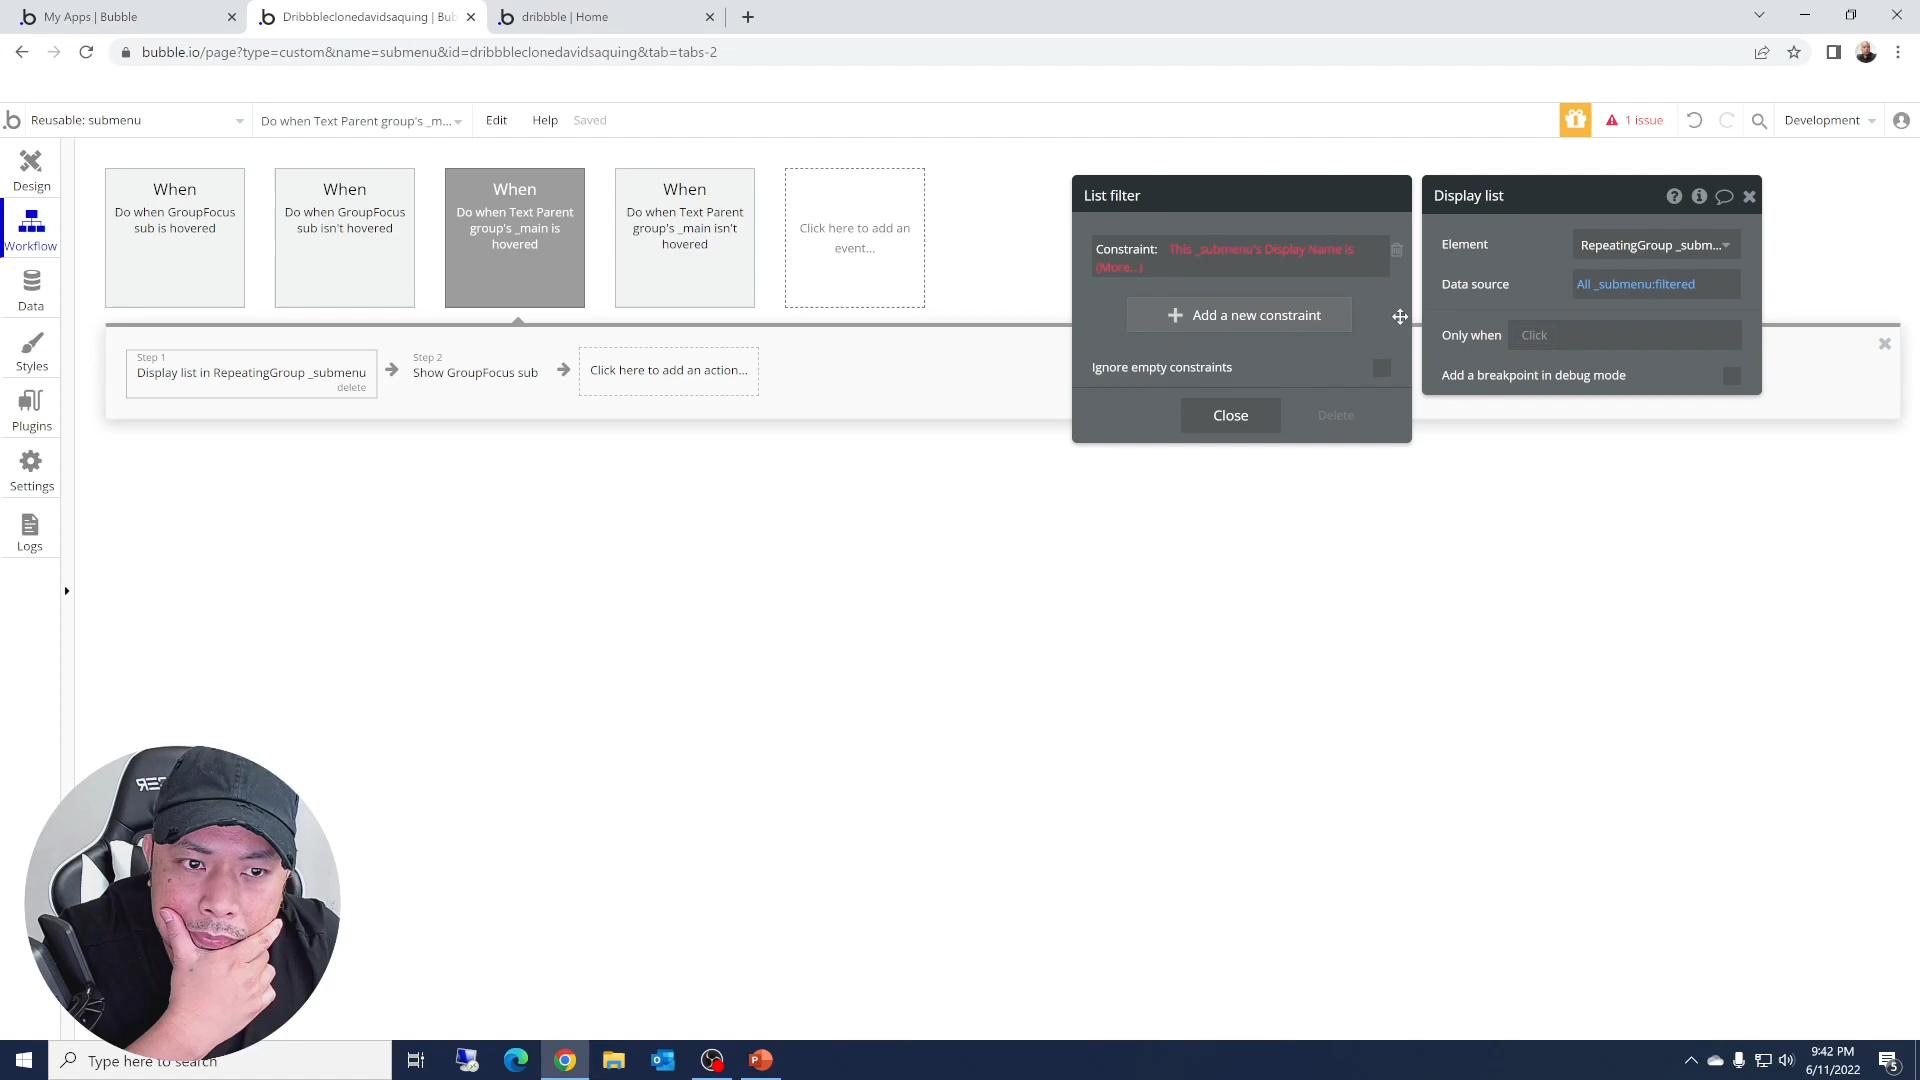 My Apps | Bubble
Dribbbleclonedavidsaquing | Bub
dribbble | Home
bubble.io/page?type=custom&name=submenu&id=dribbbleclonedavidsaquing&tab=tabs-2
Reusable: submenu
Do when Text Parent group's _m...
Edit
Help
Saved
1 issue
Development
Design
Workflow
Data
Styles
Plugins
Settings
Logs
When
Do when GroupFocus
sub is hovered
When
Do when GroupFocus
sub isn't hovered
When
Do when Text Parent
group's _main is
hovered
When
Do when Text Parent
group's _main isn't
hovered
Click here to add an
event...
Step 1
Display list in RepeatingGroup _submenu
delete
Step 2
Show GroupFocus sub
Click here to add an action...
List filter
Constraint: This _submenu's Display Name is
(More...)
Add a new constraint
Ignore empty constraints
Close
Delete
Display list
Element
RepeatingGroup _subm...
Data source
All _submenu:filtered
Only when
Click
Add a breakpoint in debug mode
Type here to search
9:42 PM
6/11/2022
5